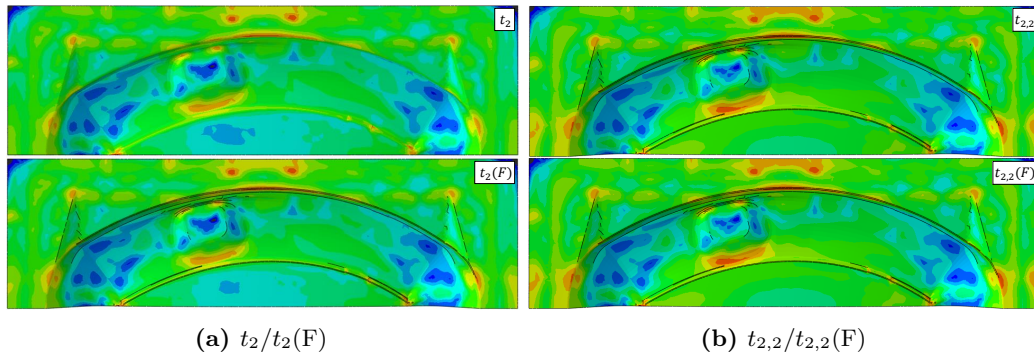 t₂
t₂,₂
t₂(F)
t₂,₂(F)
(a) t₂/t₂(F)
(b) t₂,₂/t₂,₂(F)